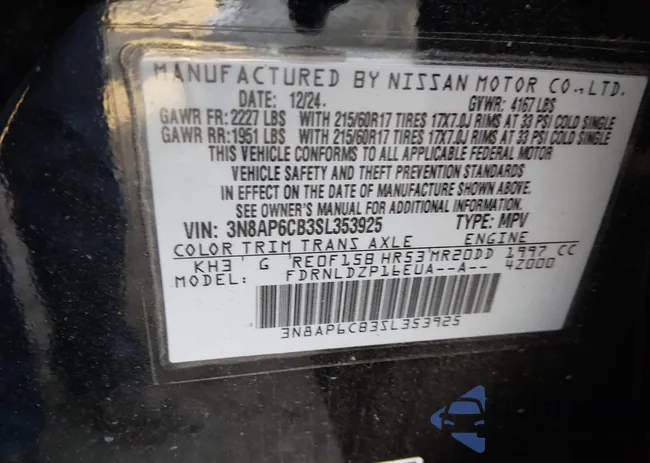 MANUFACTURED BY NISSAN MOTOR CO., LTD.
DATE: 12/24. GVWR: 4167 LBS
GAWR FR: 2227 LBS WITH 215/60R17 TIRES 17X7.0J RIMS AT 33 PSI COLD SINGLE
GAWR RR: 1951 LBS WITH 215/60R17 TIRES 17X7.0J RIMS AT 33 PSI COLD SINGLE
THIS VEHICLE CONFORMS TO ALL APPLICABLE FEDERAL MOTOR
VEHICLE SAFETY AND THEFT PREVENTION STANDARDS
IN EFFECT ON THE DATE OF MANUFACTURE SHOWN ABOVE.
SEE OWNER'S MANUAL FOR ADDITIONAL INFORMATION.
VIN: 3N8AP6CB3SL353925 TYPE: MPV
COLOR TRIM TRANS AXLE ENGINE
KH3 G RE0F15B HR53 MR20DD 1997 CC
MODEL: FDRNLDZP16EUA--A-- 4Z000
3N8AP6CB3SL353925